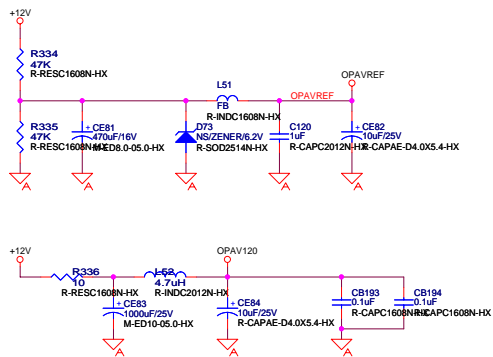 +12V
R334
47K
R-RESC1608N-HX
L51
FB
R-INDC1608N-HX
OPAVREF
OPAVREF
R335
47K
R-RESC1608N-HX
+ CE81
470uF/16V
M-ED8.0-05.0-HX
D73
NS/ZENER/6.2V
R-SOD2514N-HX
C120
1uF
R-CAPC2012N-HX
+ CE82
10uF/25V
R-CAPAE-D4.0X5.4-HX
A
A
A
A
A
+12V
R336
10
R-RESC1608N-HX
L52
4.7uH
R-INDC2012N-HX
OPAV120
+ CE83
1000uF/25V
M-ED10-05.0-HX
+ CE84
10uF/25V
R-CAPAE-D4.0X5.4-HX
CB193
0.1uF
R-CAPC1608N-HX
CB194
0.1uF
R-CAPC1608N-HX
A
A
A